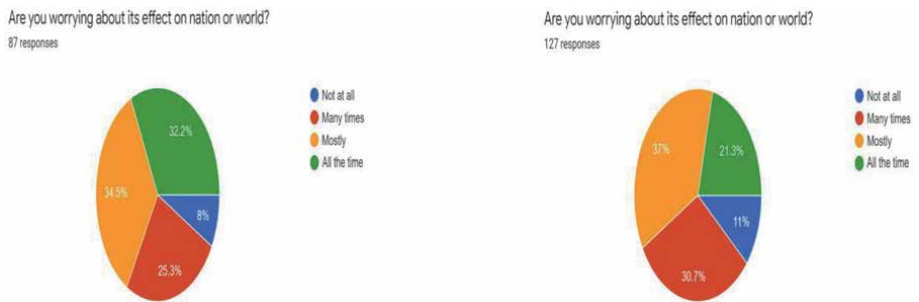 Are you worrying about its effect on nation or world?
87 responses
Not at all
Many times
Mostly
All the time
32.2%
34.5%
8%
25.3%
Are you worrying about its effect on nation or world?
127 responses
Not at all
Many times
Mostly
All the time
37%
21.3%
11%
30.7%